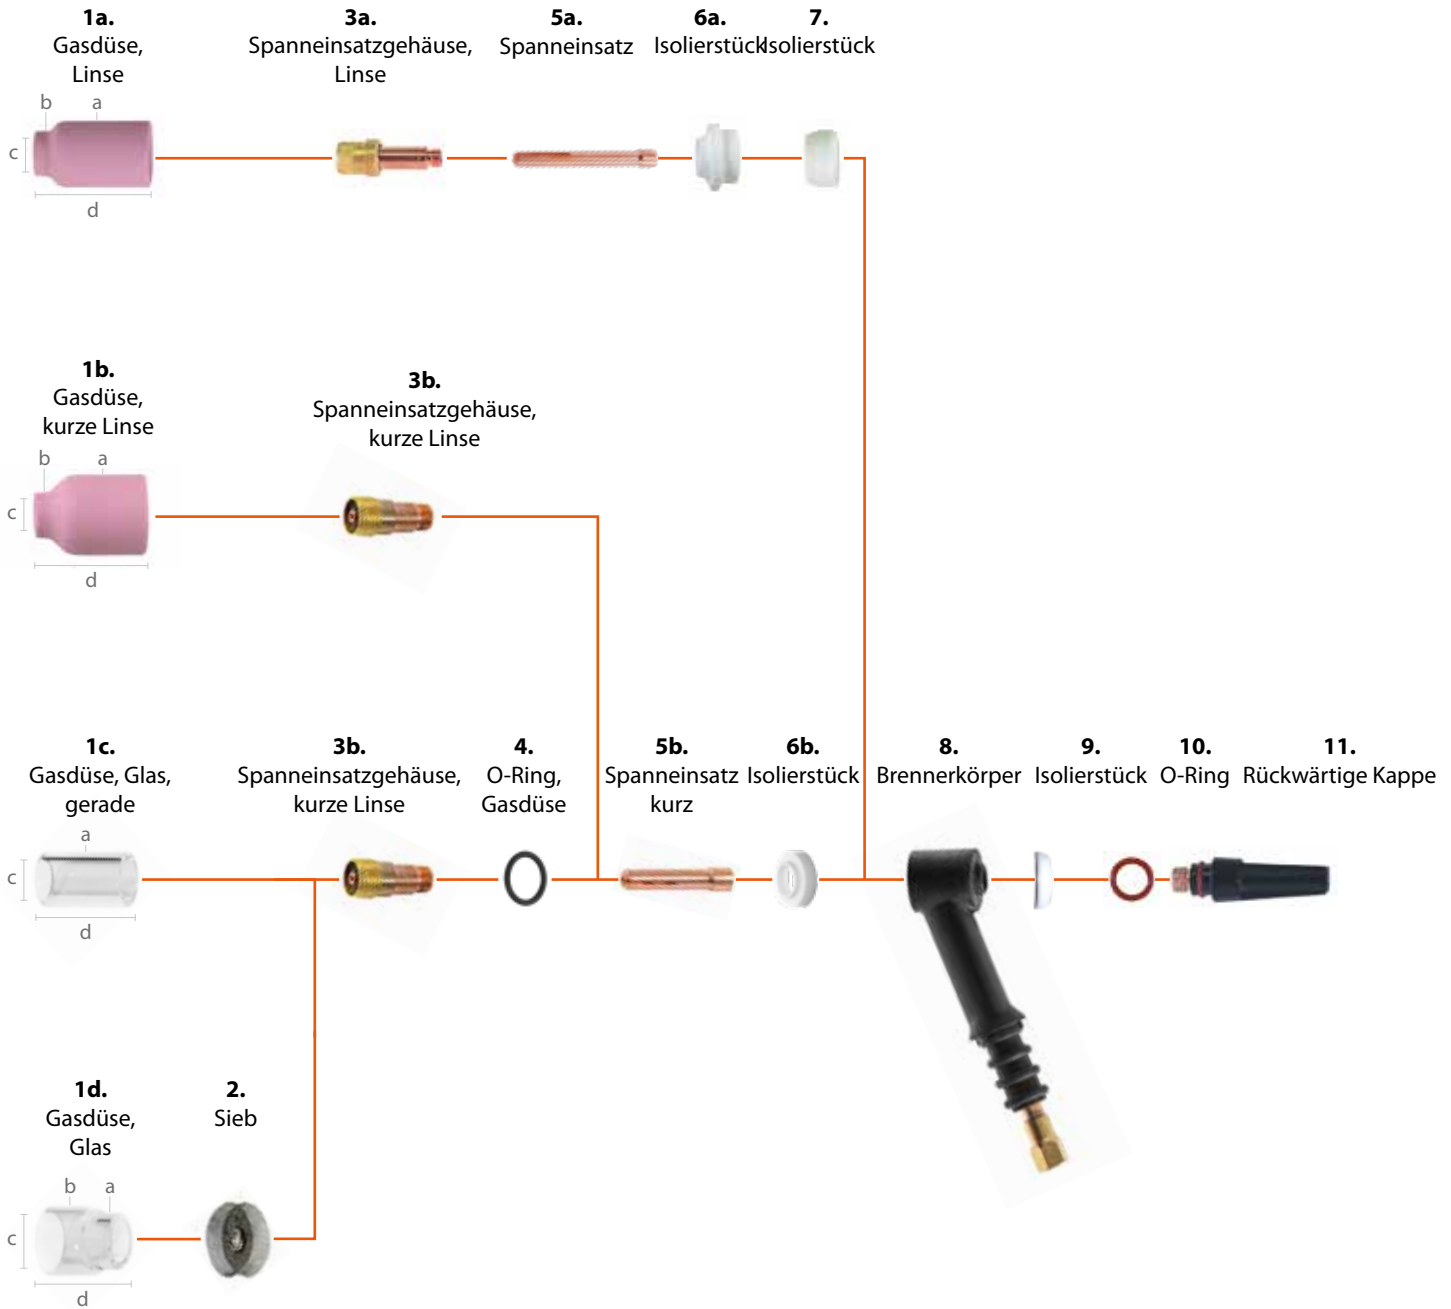 1a.
Gasdüse,
Linse
3a.
Spanneinsatzgehäuse,
Linse
5a.
Spanneinsatz
6a.
Isolierstück
7.
Isolierstück
b a
c
d
1b.
Gasdüse,
kurze Linse
3b.
Spanneinsatzgehäuse,
kurze Linse
b a
c
d
1c.
Gasdüse, Glas,
gerade
3b.
Spanneinsatzgehäuse,
kurze Linse
4.
O-Ring,
Gasdüse
5b.
Spanneinsatz
kurz
6b.
Isolierstück
8.
Brennerkörper
9.
Isolierstück
10.
O-Ring
11.
Rückwärtige Kappe
a
c
d
1d.
Gasdüse,
Glas
2.
Sieb
b a
c
d